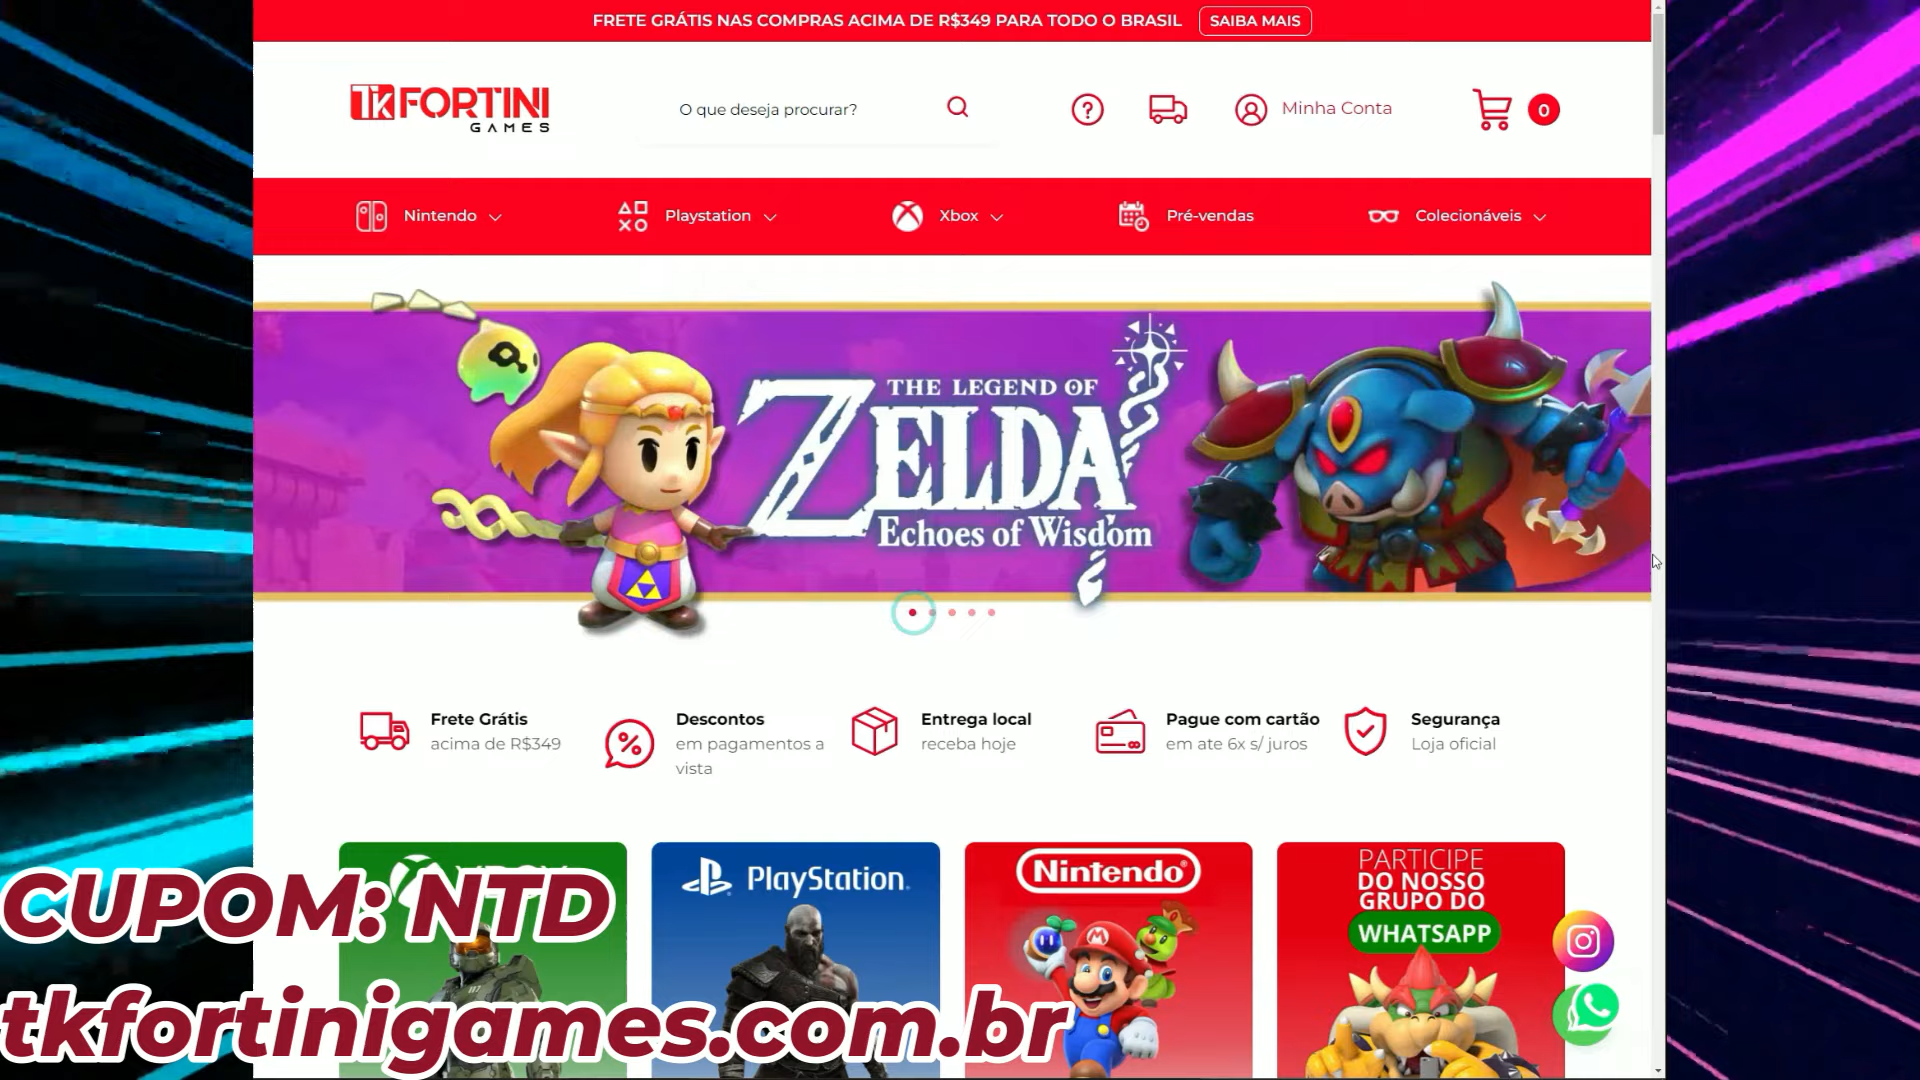 FRETE GRÁTIS NAS COMPRAS ACIMA DE R$349 PARA TODO O BRASIL SAIBA MAIS
TK FORTINI
GAMES
O que deseja procurar?
Minha Conta
0
Nintendo
Playstation
Xbox
Pré-vendas
Colecionáveis
THE LEGEND OF
ZELDA
Echoes of Wisdom
Frete Grátis
acima de R$349
Descontos
em pagamentos a
vista
Entrega local
receba hoje
Pague com cartão
em ate 6x s/ juros
Segurança
Loja oficial
PlayStation
Nintendo
PARTICIPE
DO NOSSO
GRUPO DO
WHATSAPP
CUPOM: NTD
tkfortinigames.com.br